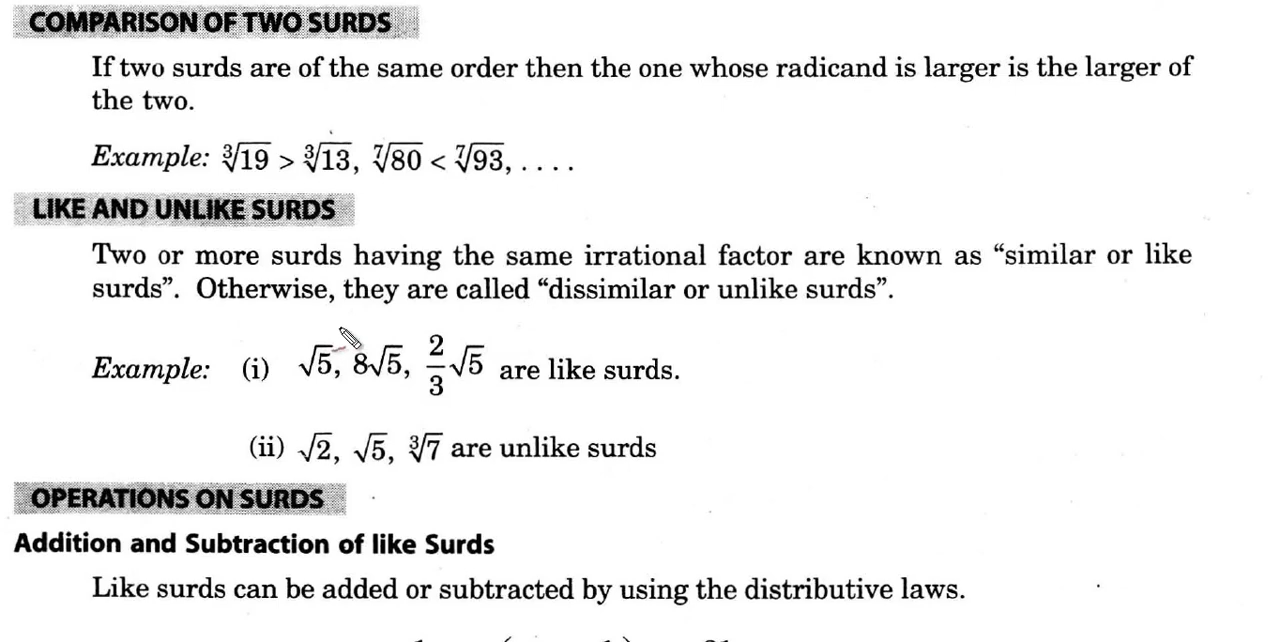 COMPARISON OF TWO SURDS
If two surds are of the same order then the one whose radicand is larger is the larger of
the two.
Example: ∛19 > ∛13, ⁷√80 < ⁷√93, . . . .
LIKE AND UNLIKE SURDS
Two or more surds having the same irrational factor are known as “similar or like
surds”. Otherwise, they are called “dissimilar or unlike surds”.
Example: (i) √5, 8√5, 2/3 √5 are like surds.
(ii) √2, √5, ∛7 are unlike surds
OPERATIONS ON SURDS
Addition and Subtraction of like Surds
Like surds can be added or subtracted by using the distributive laws.